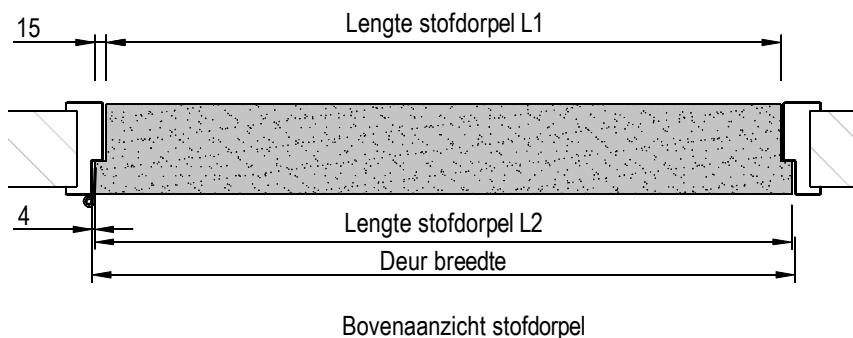 15
Lengte stofdorpel L1
4
Lengte stofdorpel L2
Deur breedte
Bovenaanzicht stofdorpel